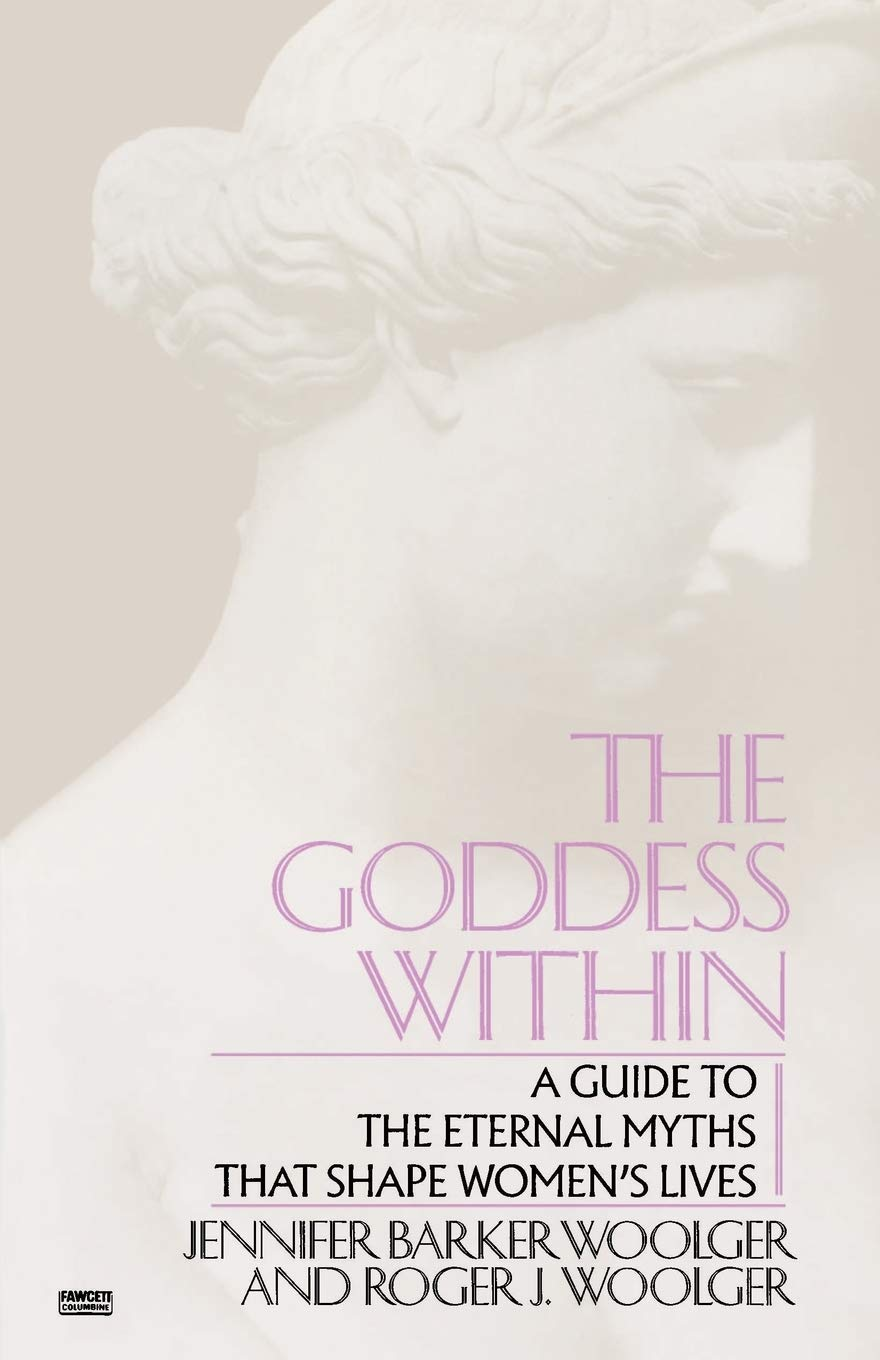 THE
GODDESS
WITHIN
A GUIDE TO
THE ETERNAL MYTHS
THAT SHAPE WOMEN'S LIVES
JENNIFER BARKER WOOLGER
AND ROGER J. WOOLGER
FAWCETT
COLUMBINE